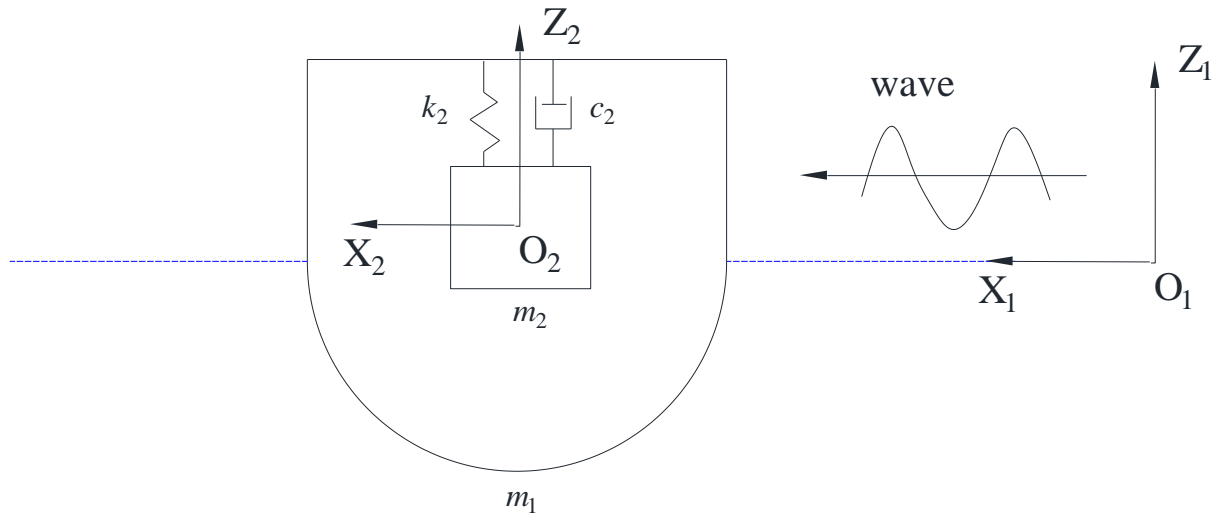 Z₂
Z₁
wave
k₂
c₂
X₂
O₂
X₁
O₁
m₂
m₁